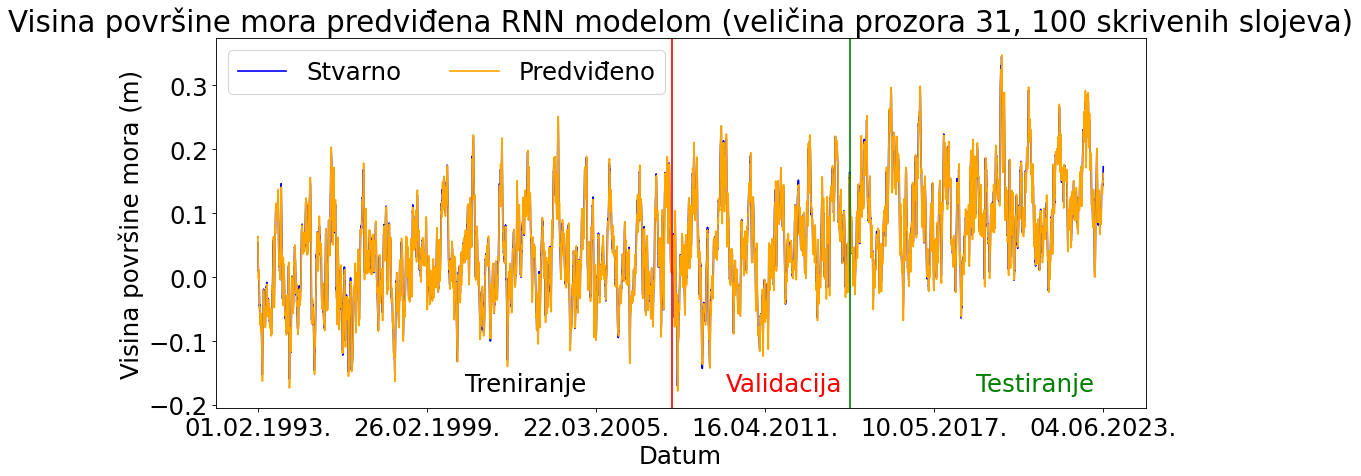 Visina površine mora predviđena RNN modelom (veličina prozora 31, 100 skrivenih slojeva)
Stvarno
Predviđeno
Visina površine mora (m)
0.3
0.2
0.1
0.0
−0.1
−0.2
Treniranje
Validacija
Testiranje
01.02.1993.
26.02.1999.
22.03.2005.
16.04.2011.
10.05.2017.
04.06.2023.
Datum